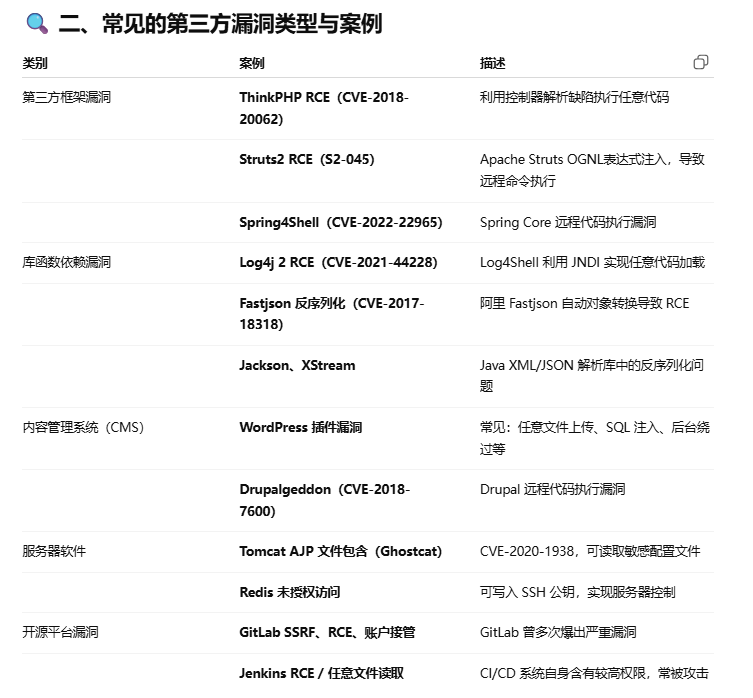 二、常见的第三方漏洞类型与案例
类别 案例 描述
第三方框架漏洞 ThinkPHP RCE（CVE-2018- 利用控制器解析缺陷执行任意代码
20062）
Struts2 RCE（S2-045） Apache Struts OGNL表达式注入，导致
远程命令执行
Spring4Shell（CVE-2022-22965） Spring Core 远程代码执行漏洞
库函数依赖漏洞 Log4j 2 RCE（CVE-2021-44228） Log4Shell 利用 JNDI 实现任意代码加载
Fastjson 反序列化（CVE-2017- 阿里 Fastjson 自动对象转换导致 RCE
18318）
Jackson、XStream Java XML/JSON 解析库中的反序列化问
题
内容管理系统（CMS） WordPress 插件漏洞 常见：任意文件上传、SQL 注入、后台绕
过等
Drupalgeddon（CVE-2018- Drupal 远程代码执行漏洞
7600）
服务器软件 Tomcat AJP 文件包含（Ghostcat） CVE-2020-1938，可读取敏感配置文件
Redis 未授权访问 可写入 SSH 公钥，实现服务器控制
开源平台漏洞 GitLab SSRF、RCE、账户接管 GitLab 曾多次爆出严重漏洞
Jenkins RCE / 任意文件读取 CI/CD 系统自身含有较高权限，常被攻击